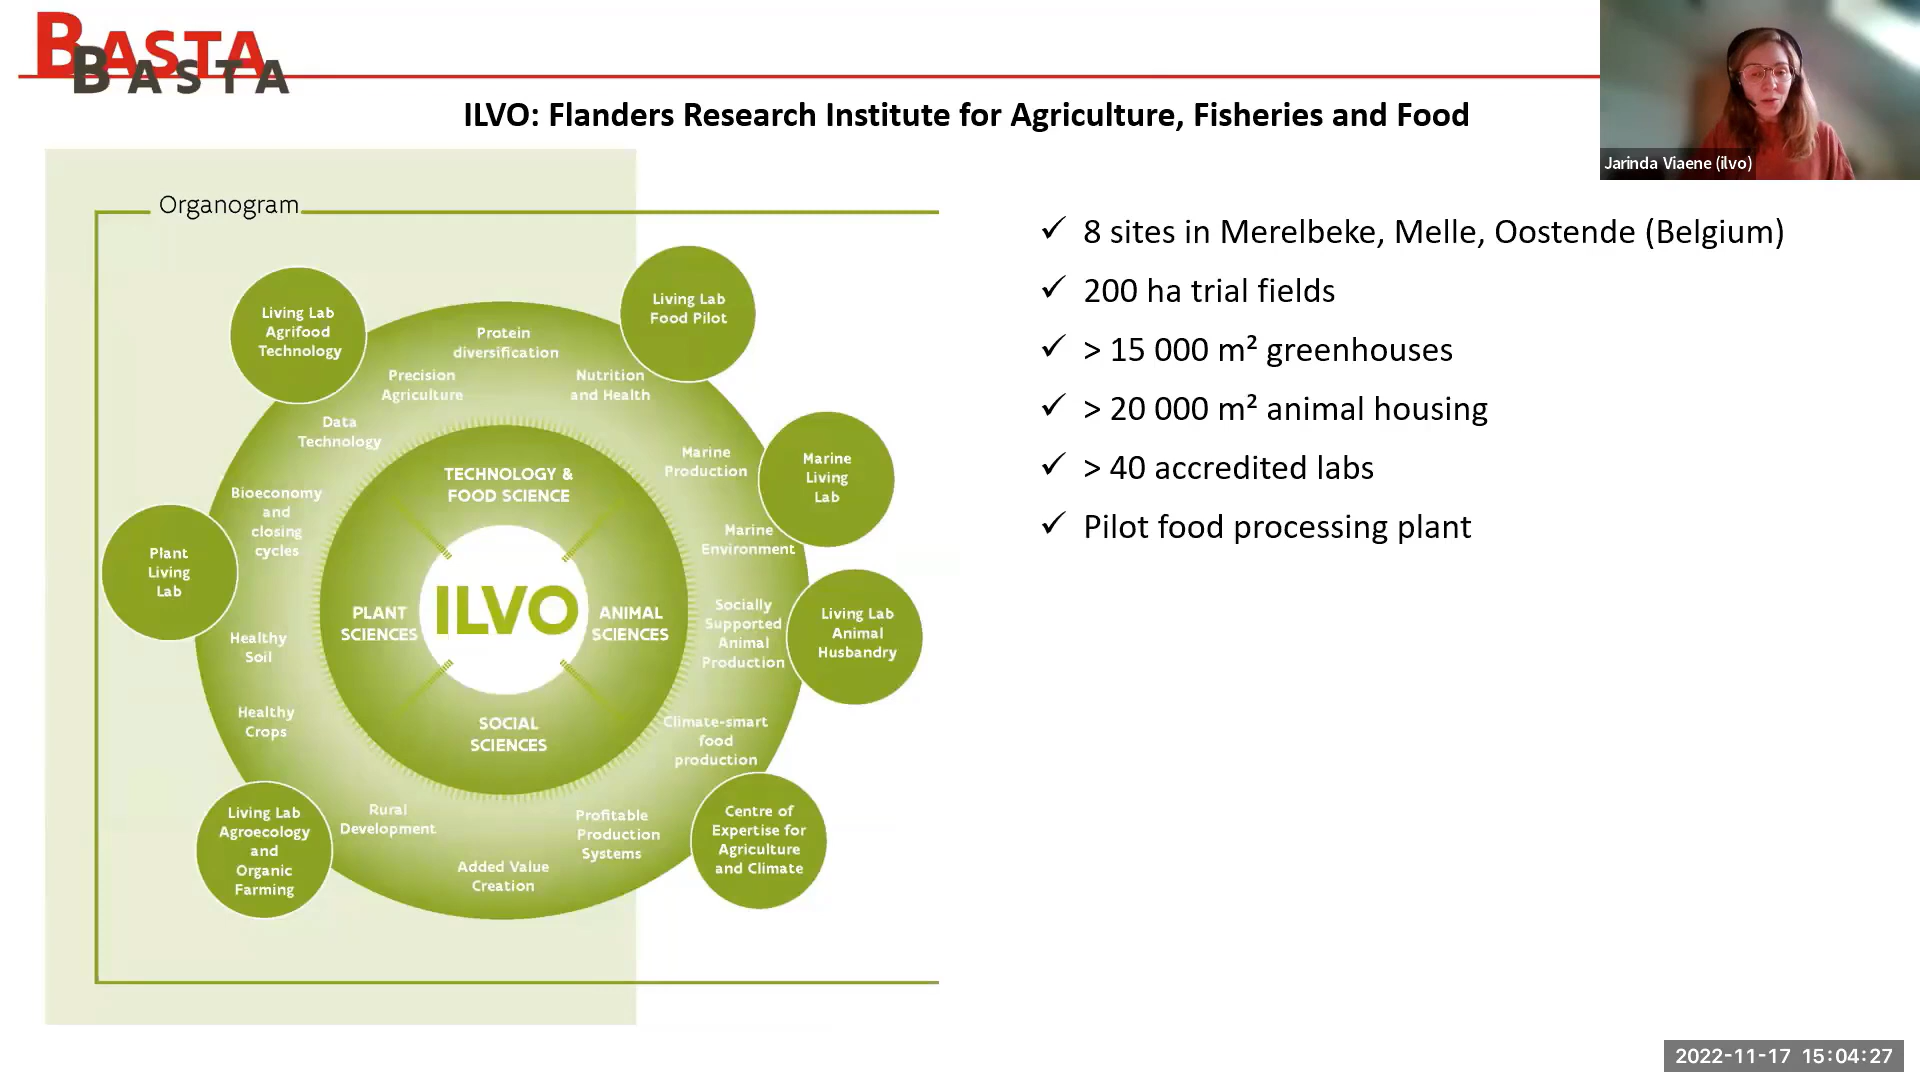 BASTA
BASTA
ILVO: Flanders Research Institute for Agriculture, Fisheries and Food
Jarinda Viaene (ilvo)
Organogram
Living Lab
Agrifood
Technology
Living Lab
Food Pilot
Protein
diversification
Precision
Agriculture
Nutrition
and Health
Data
Technology
Marine
Production
Marine
Living
Lab
TECHNOLOGY &
FOOD SCIENCE
Bioeconomy
and
closing
cycles
Marine
Environment
Plant
Living
Lab
PLANT
SCIENCES
ILVO
ANIMAL
SCIENCES
Socially
Supported
Animal
Production
Living Lab
Animal
Husbandry
Healthy
Soil
Healthy
Crops
SOCIAL
SCIENCES
Climate-smart
food
production
Living Lab
Agroecology
and
Organic
Farming
Rural
Development
Added Value
Creation
Profitable
Production
Systems
Centre of
Expertise for
Agriculture
and Climate
✓ 8 sites in Merelbeke, Melle, Oostende (Belgium)
✓ 200 ha trial fields
✓ > 15 000 m² greenhouses
✓ > 20 000 m² animal housing
✓ > 40 accredited labs
✓ Pilot food processing plant
2022-11-17 15:04:27